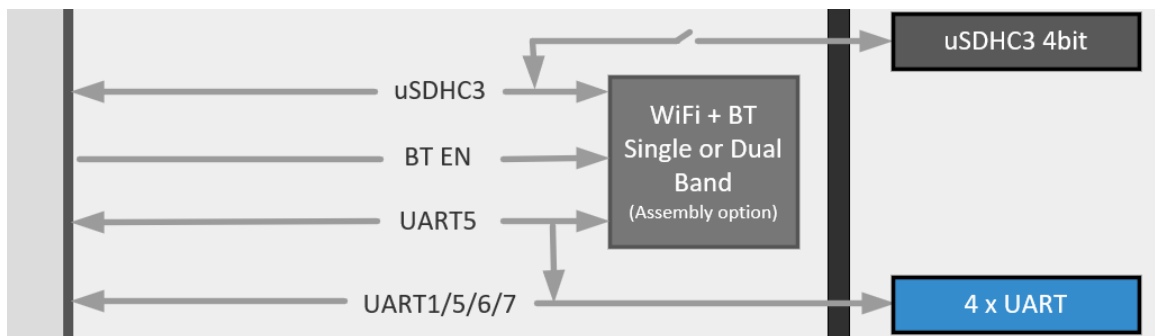 uSDHC3 4bit
uSDHC3
WiFi + BT
Single or Dual
Band
(Assembly option)
BT EN
UART5
UART1/5/6/7
4 x UART